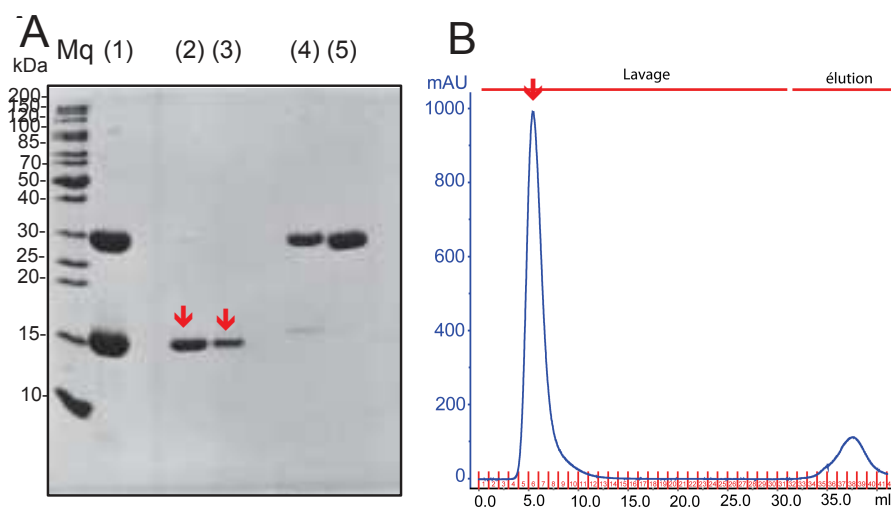 A
Mq (1) (2) (3) (4) (5)
kDa
200-
150-
120-
100-
85-
70-
50-
40-
30-
25-
20-
15-
10-
B
mAU
Lavage
élution
1000
800
600
400
200
0
0.0 5.0 10.0 15.0 20.0 25.0 30.0 35.0 ml